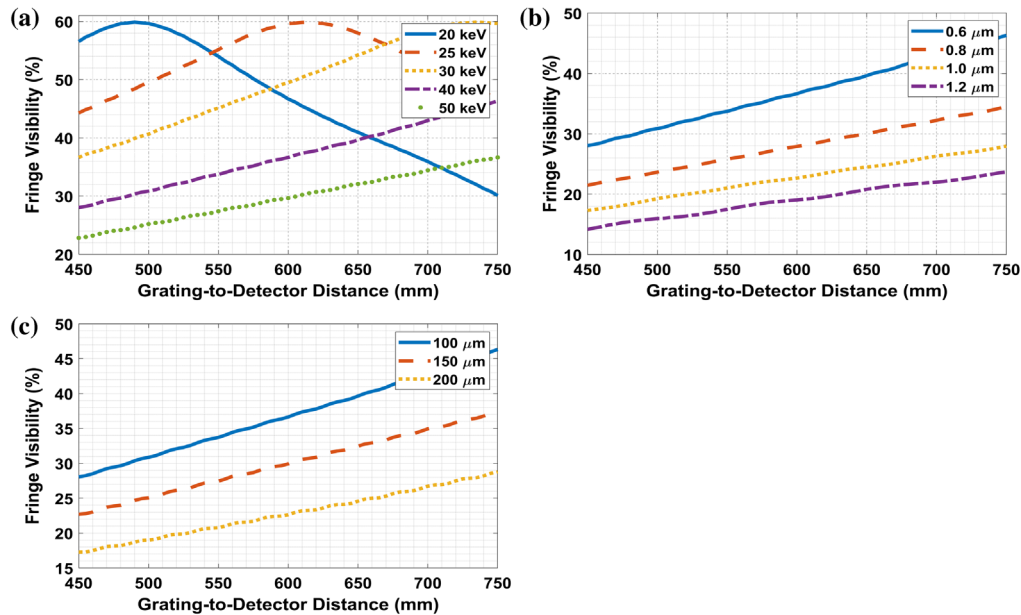 (a)
60
50
40
30
20
Fringe Visibility (%)
20 keV
25 keV
30 keV
40 keV
50 keV
450 500 550 600 650 700 750
Grating-to-Detector Distance (mm)
(b)
50
40
30
20
10
Fringe Visibility (%)
0.6 μm
0.8 μm
1.0 μm
1.2 μm
450 500 550 600 650 700 750
Grating-to-Detector Distance (mm)
(c)
50
45
40
35
30
25
20
15
Fringe Visibility (%)
100 μm
150 μm
200 μm
450 500 550 600 650 700 750
Grating-to-Detector Distance (mm)